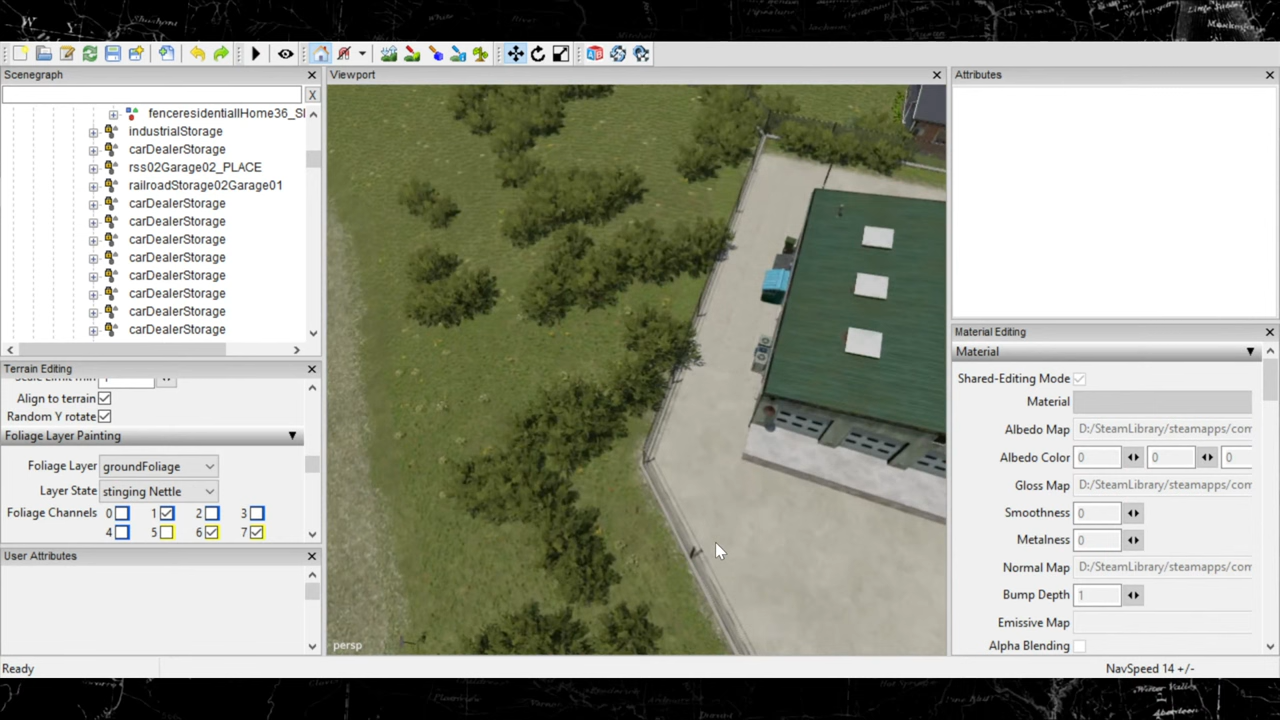 Scenegraph
X
fenceresidentiallHome36_SI
industrialStorage
carDealerStorage
rss02Garage02_PLACE
railroadStorage02Garage01
carDealerStorage
carDealerStorage
carDealerStorage
carDealerStorage
carDealerStorage
carDealerStorage
carDealerStorage
carDealerStorage
Terrain Editing
Align to terrain
Random Y rotate
Foliage Layer Painting
Foliage Layer groundFoliage
Layer State stinging Nettle
Foliage Channels 0 1 2 3
4 5 6 7
User Attributes
Ready
Viewport
persp
Attributes
Material Editing
Material
Shared-Editing Mode
Material
Albedo Map D:/SteamLibrary/steamapps/com
Albedo Color 0 0 0
Gloss Map D:/SteamLibrary/steamapps/com
Smoothness 0
Metalness 0
Normal Map D:/SteamLibrary/steamapps/com
Bump Depth 1
Emissive Map
Alpha Blending
NavSpeed 14 +/-